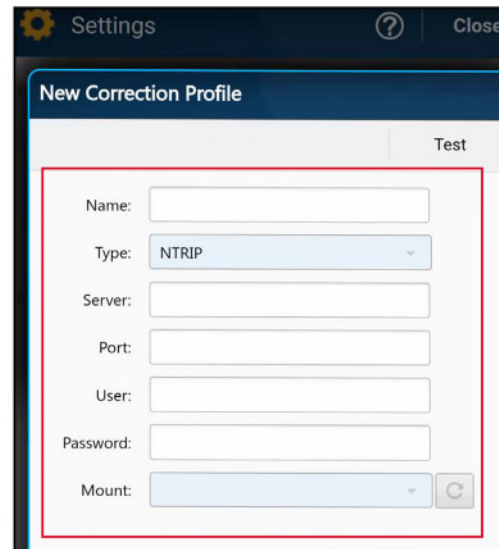 Settings
Close
New Correction Profile
Test
Name:
Type: NTRIP
Server:
Port:
User:
Password:
Mount: